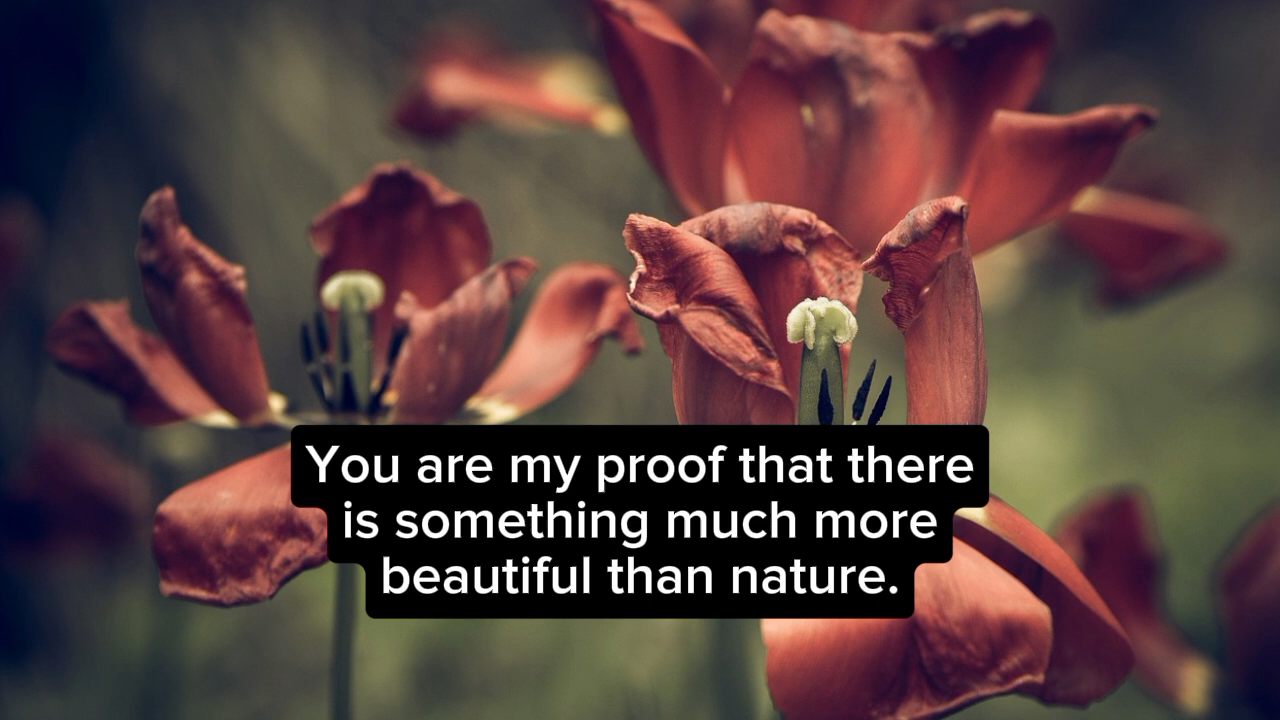 You are my proof that there
is something much more
beautiful than nature.